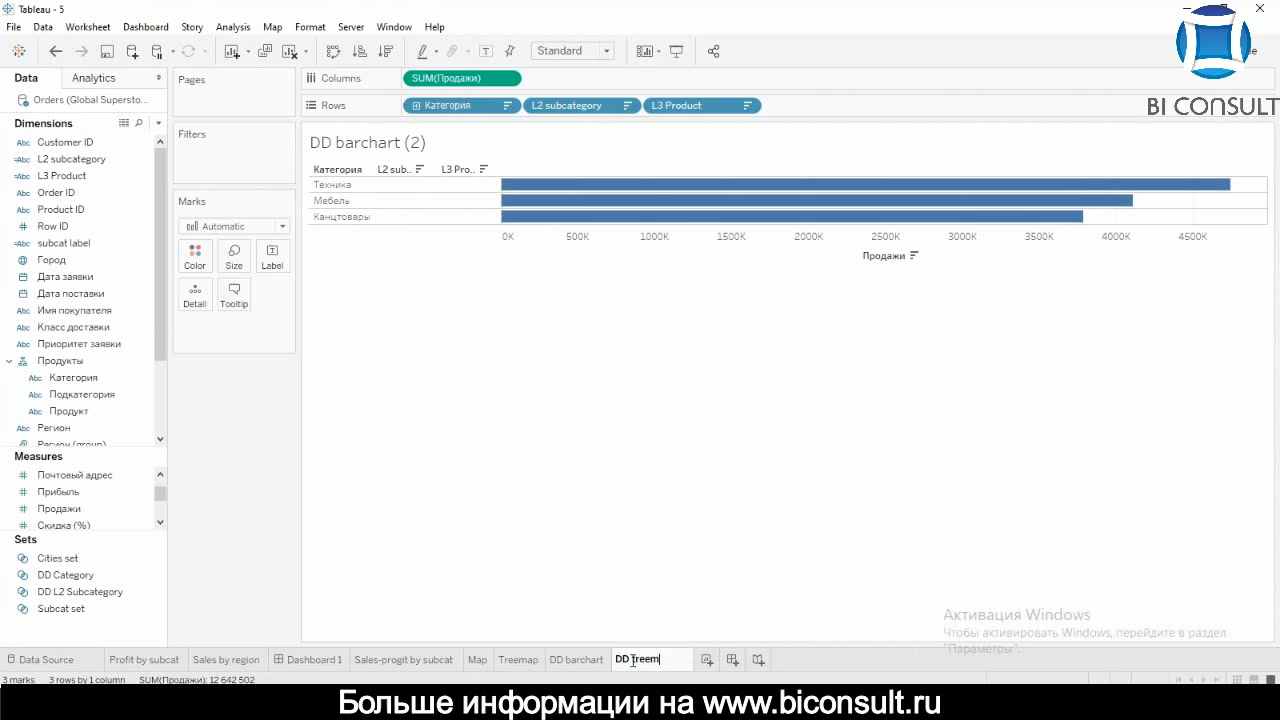 Tableau - 5
File Data Worksheet Dashboard Story Analysis Map Format Server Window Help
Standard
Data Analytics
Orders (Global Supersto...
Dimensions
Customer ID
L2 subcategory
L3 Product
Order ID
Product ID
Row ID
subcat label
Город
Дата заявки
Дата поставки
Имя покупателя
Класс доставки
Приоритет заявки
Продукты
Категория
Подкатегория
Продукт
Регион
Регион (group)
Measures
Почтовый адрес
Прибыль
Продажи
Скидка (%)
Sets
Cities set
DD Category
DD L2 Subcategory
Subcat set
Pages
Filters
Marks
Automatic
Color Size Label
Detail Tooltip
Columns SUM(Продажи)
Rows Категория L2 subcategory L3 Product
DD barchart (2)
Категория L2 sub.. L3 Pro..
Техника
Мебель
Канцтовары
0K 500K 1000K 1500K 2000K 2500K 3000K 3500K 4000K 4500K
Продажи
BI CONSULT
Активация Windows
Чтобы активировать Windows, перейдите в раздел
"Параметры".
Data Source Profit by subcat Sales by region Dashboard 1 Sales-progit by subcat Map Treemap DD barchart DD Treem
3 marks 3 rows by 1 column SUM(Продажи): 12 642 502
Больше информации на www.biconsult.ru